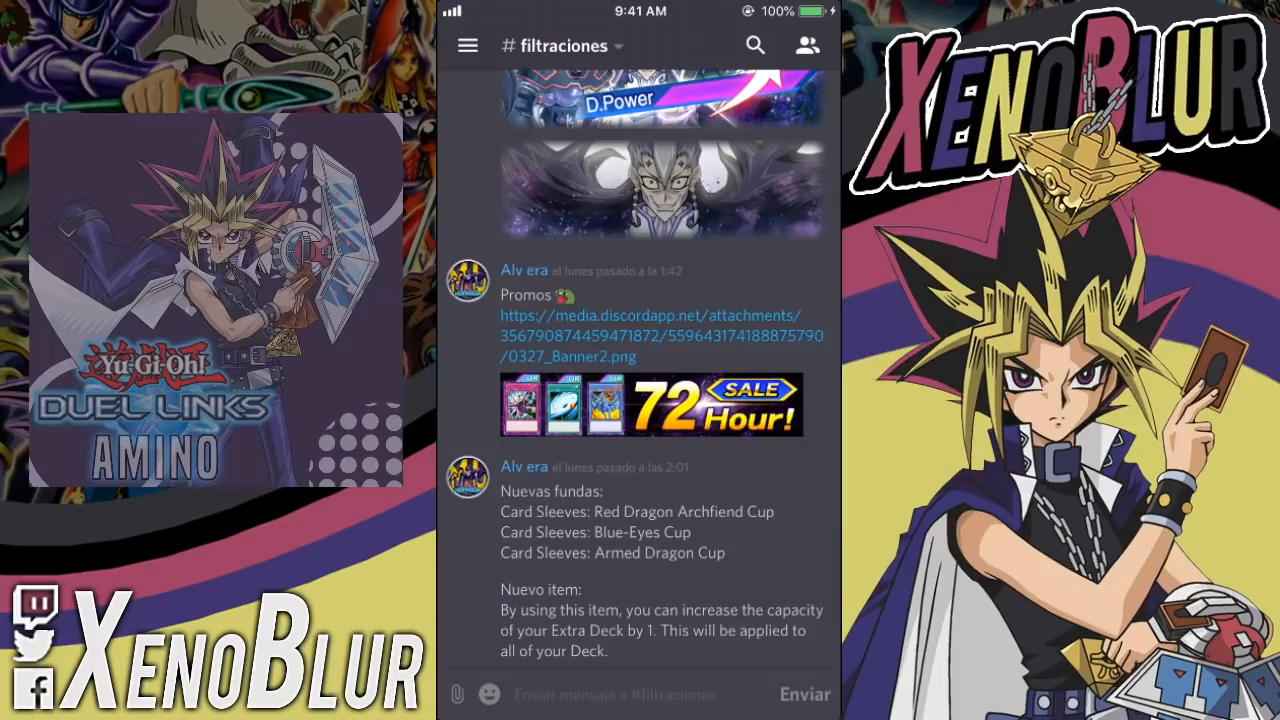 9:41 AM
100%
# filtraciones
D.Power
Alv era el lunes pasado a la 1:42
Promos
https://media.discordapp.net/attachments/
356790874459471872/559643174188875790
/0327_Banner2.png
UR UR UR
72 Hour! SALE
Alv era el lunes pasado a las 2:01
Nuevas fundas:
Card Sleeves: Red Dragon Archfiend Cup
Card Sleeves: Blue-Eyes Cup
Card Sleeves: Armed Dragon Cup
Nuevo item:
By using this item, you can increase the capacity
of your Extra Deck by 1. This will be applied to
all of your Deck.
Enviar mensaje a #filtraciones
Enviar
Yu-Gi-Oh!
DUEL LINKS
AMINO
XENOBLUR
XENOBLUR